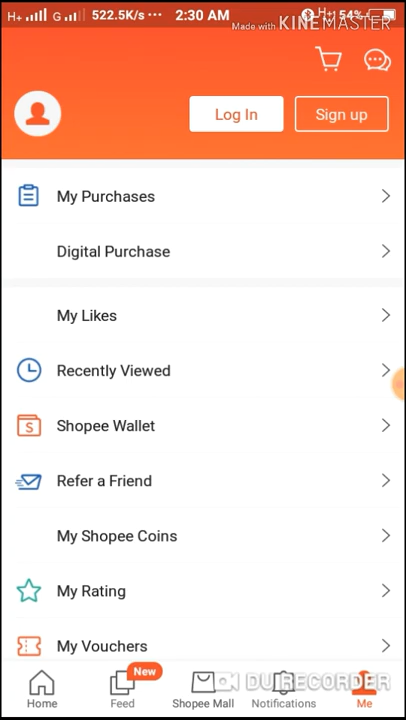 H+ G 522.5K/s ••• 2:30 AM H+ 54%
Made with KINEMASTER
Log In Sign up
My Purchases
Digital Purchase
My Likes
Recently Viewed
S
Shopee Wallet
Refer a Friend
My Shopee Coins
My Rating
My Vouchers
New
DU RECORDER
Home Feed Shopee Mall Notifications Me